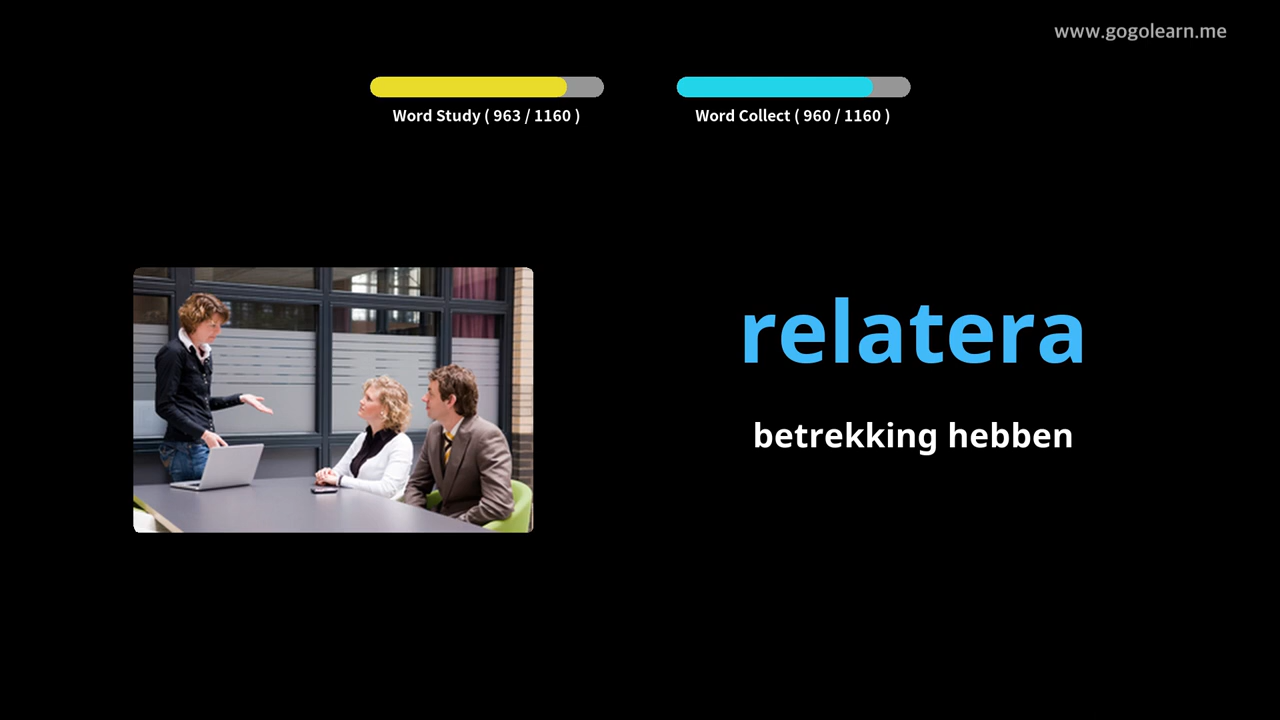 www.gogolearn.me
Word Study ( 963 / 1160 )
Word Collect ( 960 / 1160 )
relatera
betrekking hebben